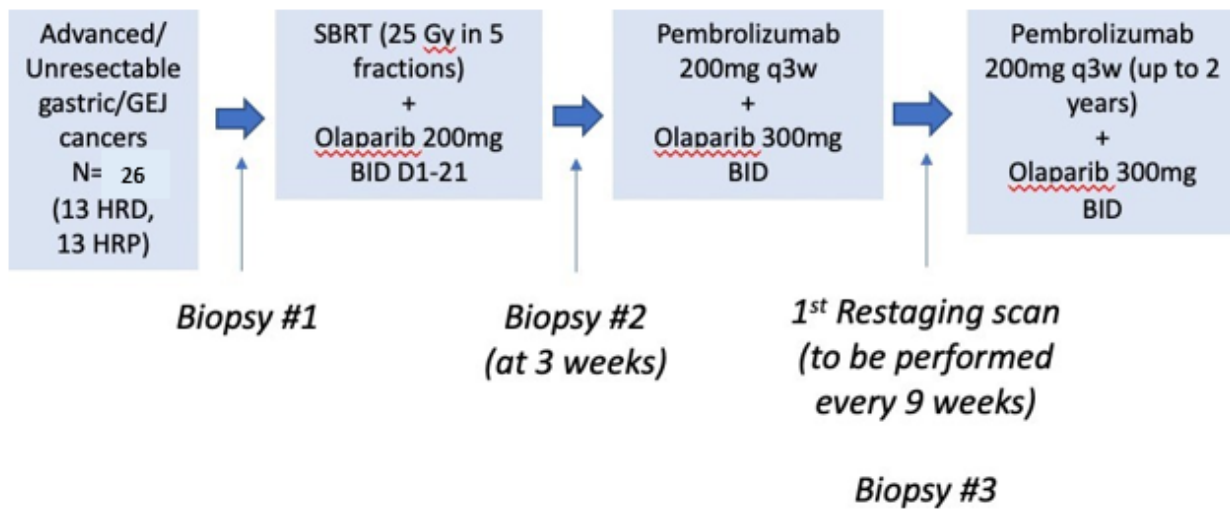 Advanced/
Unresectable
gastric/GEJ
cancers
N= 26
(13 HRD,
13 HRP)
SBRT (25 Gy in 5
fractions)
+
Olaparib 200mg
BID D1-21
Pembrolizumab
200mg q3w
+
Olaparib 300mg
BID
Pembrolizumab
200mg q3w (up to 2
years)
+
Olaparib 300mg
BID
Biopsy #1
Biopsy #2
(at 3 weeks)
1st Restaging scan
(to be performed
every 9 weeks)
Biopsy #3